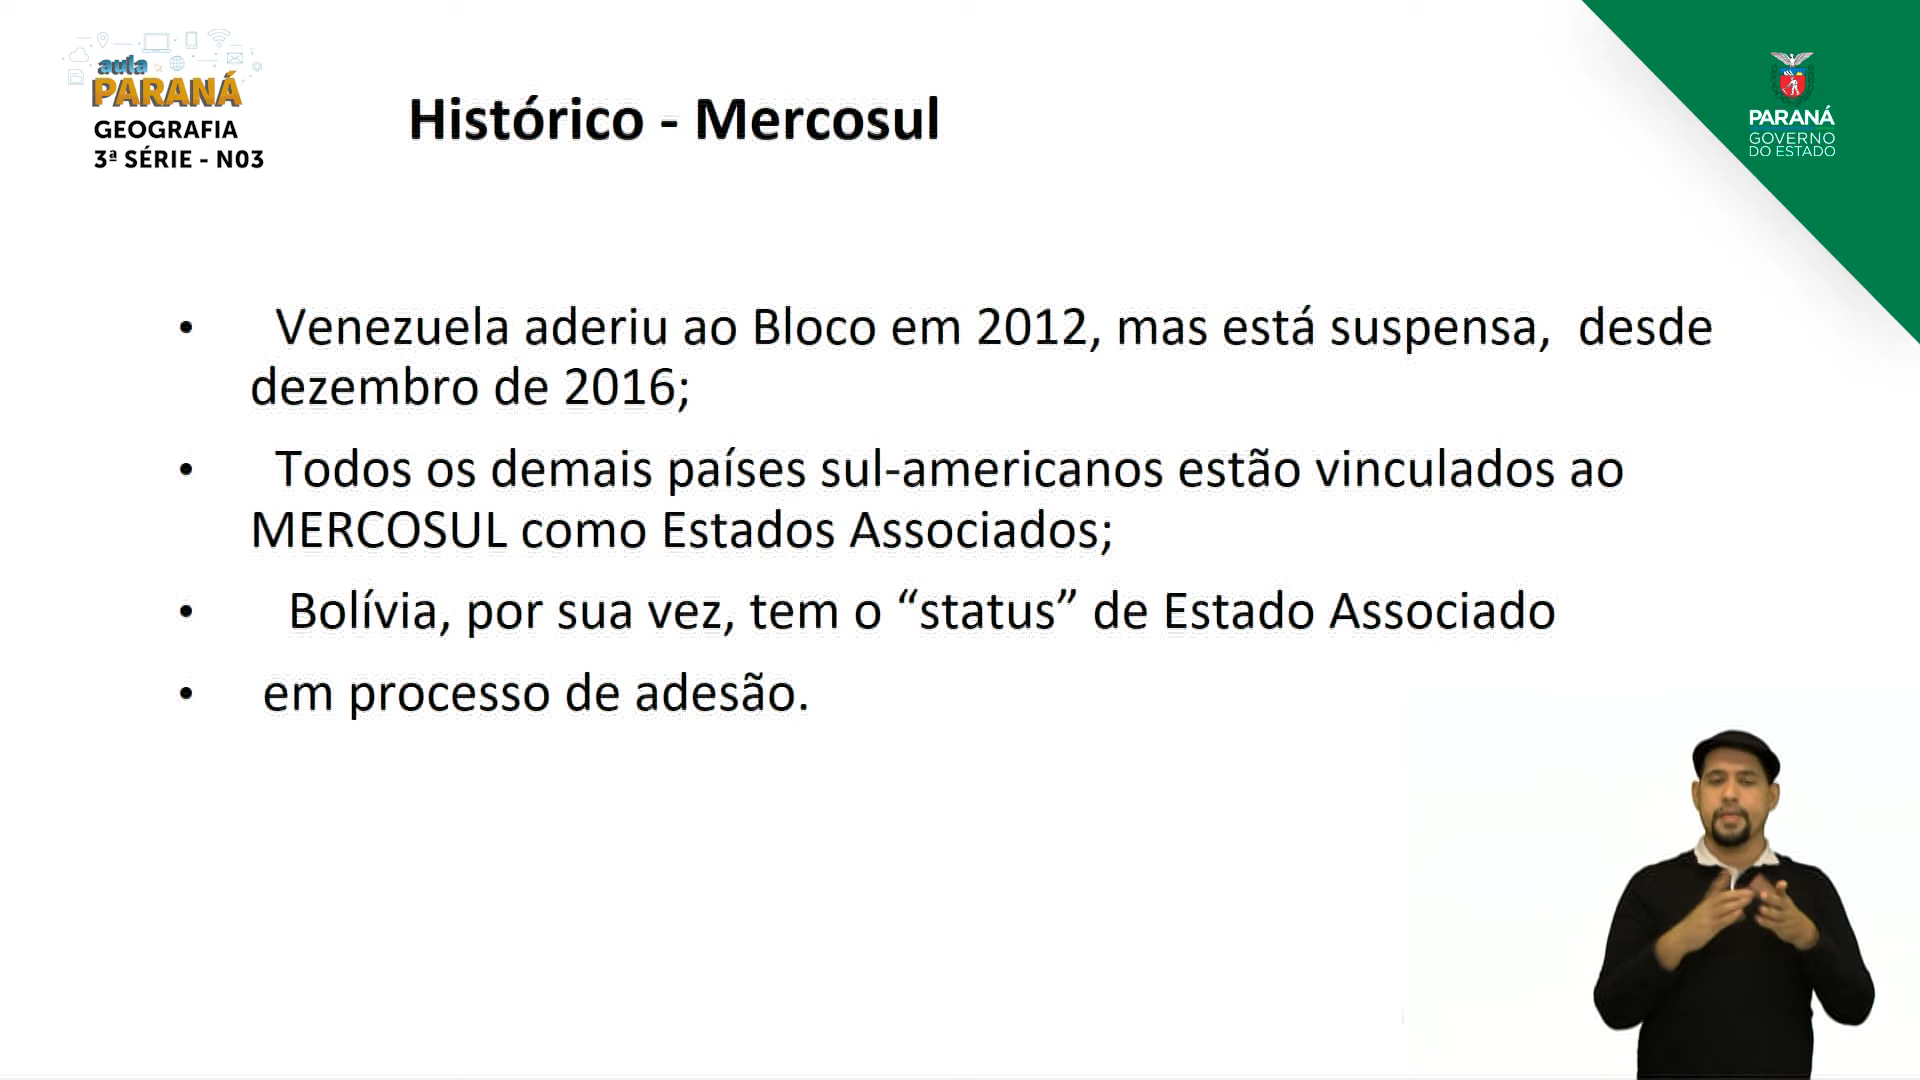 aula
PARANÁ
GEOGRAFIA
3ª SÉRIE - N03
Histórico - Mercosul
PARANÁ
GOVERNO
DO ESTADO
• Venezuela aderiu ao Bloco em 2012, mas está suspensa, desde
dezembro de 2016;
• Todos os demais países sul-americanos estão vinculados ao
MERCOSUL como Estados Associados;
• Bolívia, por sua vez, tem o “status” de Estado Associado
• em processo de adesão.